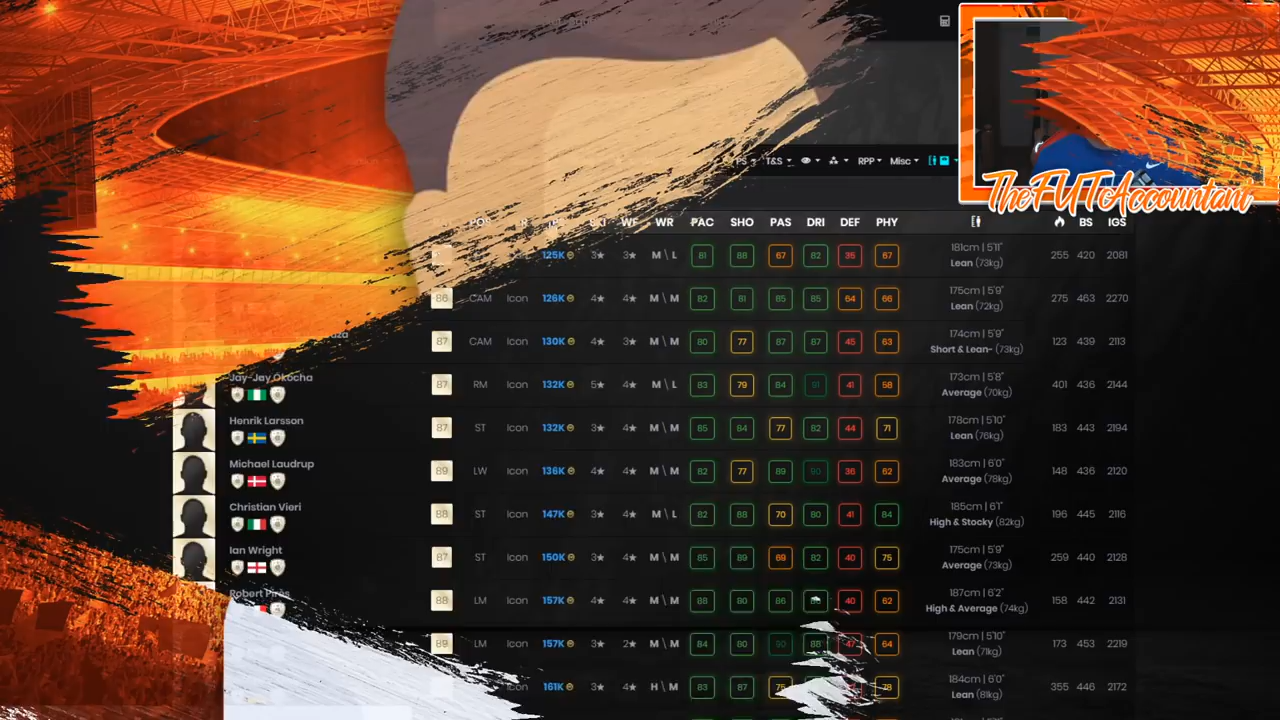 PS T&S RPP Misc
TheFUTAccountant
WF WR PAC SHO PAS DRI DEF PHY BS IGS
125K 3★ 3★ M \ L 81 88 67 82 35 67 181cm | 5'11" 255 420 2081
Lean (73kg)
86 CAM Icon 126K 4★ 4★ M \ M 82 81 85 85 64 66 175cm | 5'9" 275 463 2270
Lean (72kg)
87 CAM Icon 130K 4★ 3★ M \ M 80 77 87 87 45 63 174cm | 5'9" 123 439 2113
Short & Lean- (73kg)
Jay-Jay Okocha 87 RM Icon 132K 5★ 4★ M \ L 83 79 84 91 41 58 173cm | 5'8" 401 436 2144
Average (70kg)
Henrik Larsson 87 ST Icon 132K 3★ 4★ M \ M 85 84 77 82 44 71 178cm | 5'10" 183 443 2194
Lean (76kg)
Michael Laudrup 89 LW Icon 136K 4★ 4★ M \ M 82 77 89 90 36 62 183cm | 6'0" 148 436 2120
Average (78kg)
Christian Vieri 88 ST Icon 147K 3★ 4★ M \ L 82 88 70 80 41 84 185cm | 6'1" 196 445 2116
High & Stocky (82kg)
Ian Wright 87 ST Icon 150K 3★ 4★ M \ M 85 89 69 82 40 75 175cm | 5'9" 259 440 2128
Average (73kg)
Robert Pirès 88 LM Icon 157K 4★ 4★ M \ M 88 80 86 40 62 187cm | 6'2" 158 442 2131
High & Average (74kg)
89 LM Icon 157K 3★ 2★ M \ M 84 80 90 88 47 64 179cm | 5'10" 173 453 2219
Lean (71kg)
Icon 161K 3★ 4★ H \ M 83 87 78 184cm | 6'0" 355 446 2172
Lean (81kg)